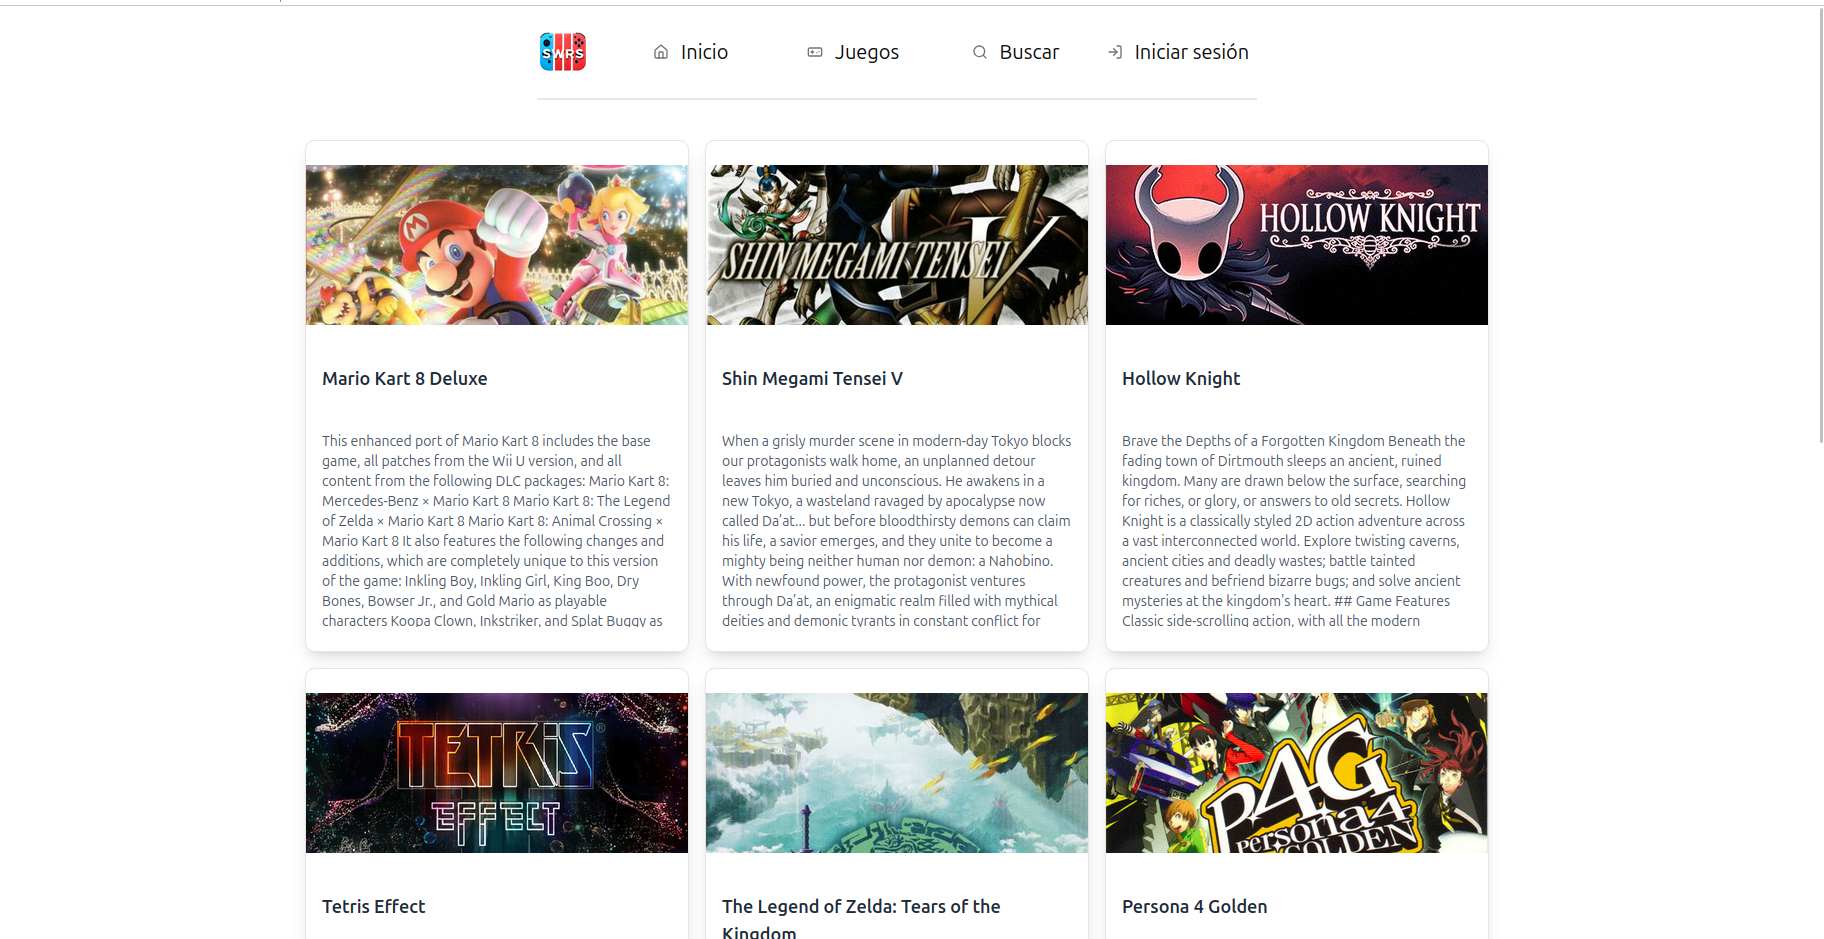 SWRS
Inicio
Juegos
Buscar
Iniciar sesión
SHIN MEGAMI TENSEI V
HOLLOW KNIGHT
Mario Kart 8 Deluxe
This enhanced port of Mario Kart 8 includes the base
game, all patches from the Wii U version, and all
content from the following DLC packages: Mario Kart 8:
Mercedes-Benz × Mario Kart 8 Mario Kart 8: The Legend
of Zelda × Mario Kart 8 Mario Kart 8: Animal Crossing ×
Mario Kart 8 It also features the following changes and
additions, which are completely unique to this version
of the game: Inkling Boy, Inkling Girl, King Boo, Dry
Bones, Bowser Jr., and Gold Mario as playable
characters Koopa Clown, Inkstriker, and Splat Buggy as
Shin Megami Tensei V
When a grisly murder scene in modern-day Tokyo blocks
our protagonists walk home, an unplanned detour
leaves him buried and unconscious. He awakens in a
new Tokyo, a wasteland ravaged by apocalypse now
called Da’at… but before bloodthirsty demons can claim
his life, a savior emerges, and they unite to become a
mighty being neither human nor demon: a Nahobino.
With newfound power, the protagonist ventures
through Da’at, an enigmatic realm filled with mythical
deities and demonic tyrants in constant conflict for
Hollow Knight
Brave the Depths of a Forgotten Kingdom Beneath the
fading town of Dirtmouth sleeps an ancient, ruined
kingdom. Many are drawn below the surface, searching
for riches, or glory, or answers to old secrets. Hollow
Knight is a classically styled 2D action adventure across
a vast interconnected world. Explore twisting caverns,
ancient cities and deadly wastes; battle tainted
creatures and befriend bizarre bugs; and solve ancient
mysteries at the kingdom's heart. ## Game Features
Classic side-scrolling action, with all the modern
TETRIS®
EFFECT
P4G
Persona4
GOLDEN
Tetris Effect
The Legend of Zelda: Tears of the
Kingdom
Persona 4 Golden